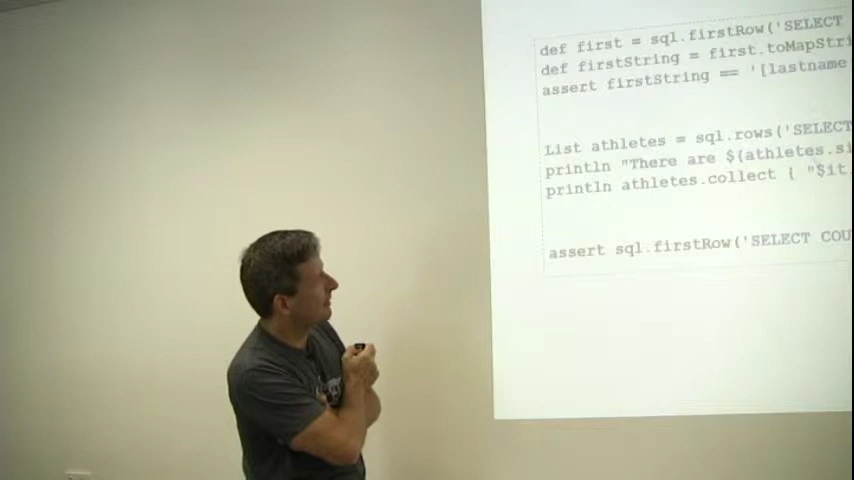 def first = sql.firstRow('SELECT
def firstString = first.toMapStri
assert firstString == '[lastname
List athletes = sql.rows('SELECT
println "There are ${athletes.si
println athletes.collect { "$it.
assert sql.firstRow('SELECT COU